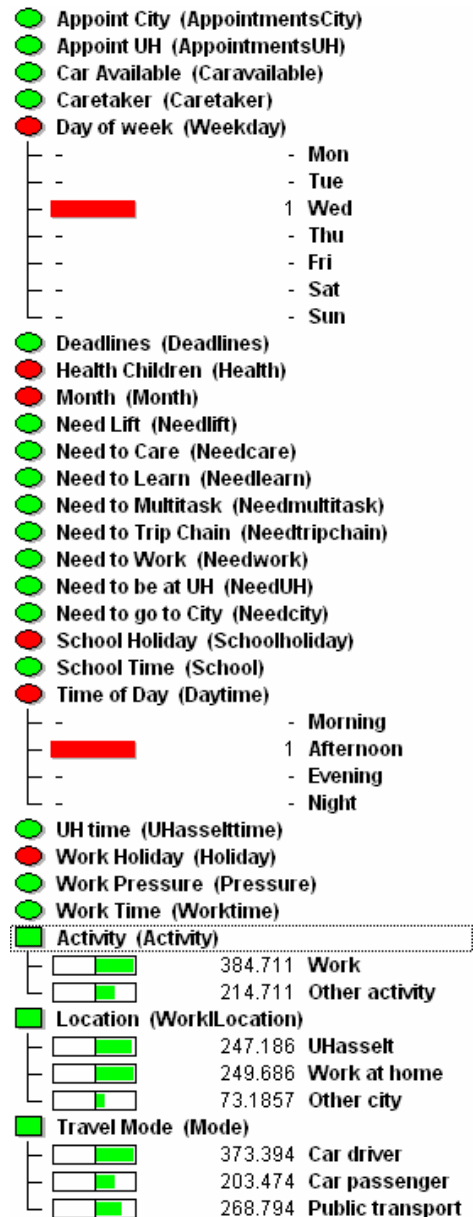 Appoint City (AppointmentsCity)
Appoint UH (AppointmentsUH)
Car Available (Caravailable)
Caretaker (Caretaker)
Day of week (Weekday)
- - Mon
- - Tue
1 Wed
- - Thu
- - Fri
- - Sat
- - Sun
Deadlines (Deadlines)
Health Children (Health)
Month (Month)
Need Lift (Needlift)
Need to Care (Needcare)
Need to Learn (Needlearn)
Need to Multitask (Needmultitask)
Need to Trip Chain (Needtripchain)
Need to Work (Needwork)
Need to be at UH (NeedUH)
Need to go to City (Needcity)
School Holiday (Schoolholiday)
School Time (School)
Time of Day (Daytime)
- - Morning
1 Afternoon
- - Evening
- - Night
UH time (UHasselttime)
Work Holiday (Holiday)
Work Pressure (Pressure)
Work Time (Worktime)
Activity (Activity)
384.711 Work
214.711 Other activity
Location (WorklLocation)
247.186 UHasselt
249.686 Work at home
73.1857 Other city
Travel Mode (Mode)
373.394 Car driver
203.474 Car passenger
268.794 Public transport